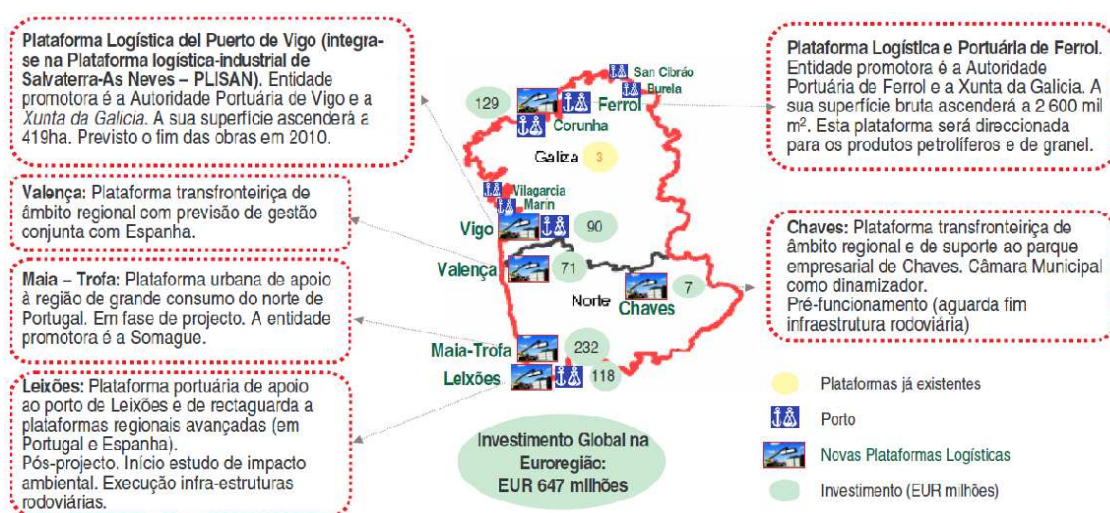 Plataforma Logística del Puerto de Vigo (integra-
se na Plataforma logística-industrial de
Salvaterra-As Neves – PLISAN). Entidade
promotora é a Autoridade Portuária de Vigo e a
Xunta da Galicia. A sua superfície ascenderá a
419ha. Previsto o fim das obras em 2010.
Valença: Plataforma transfronteiriça de
âmbito regional com previsão de gestão
conjunta com Espanha.
Maia – Trofa: Plataforma urbana de apoio
à região de grande consumo do norte de
Portugal. Em fase de projecto. A entidade
promotora é a Somague.
Leixões: Plataforma portuária de apoio
ao porto de Leixões e de rectaguarda a
plataformas regionais avançadas (em
Portugal e Espanha).
Pós-projecto. Início estudo de impacto
ambiental. Execução infra-estruturas
rodoviárias.
San Cibráo
Burela
129
Ferrol
Corunha
Galiza
3
Vilagarcia
Marín
Vigo
90
Valença
71
Norte
Chaves
7
Maia-Trofa
232
Leixões
118
Investimento Global na
Euroregião:
EUR 647 milhões
Plataforma Logística e Portuária de Ferrol.
Entidade promotora é a Autoridade
Portuária de Ferrol e a Xunta da Galicia. A
sua superfície bruta ascenderá a 2 600 mil
m². Esta plataforma será direccionada
para os produtos petrolíferos e de granel.
Chaves: Plataforma transfronteiriça de
âmbito regional e de suporte ao parque
empresarial de Chaves. Câmara Municipal
como dinamizador.
Pré-funcionamento (aguarda fim
infraestrutura rodoviária)
Plataformas já existentes
Porto
Novas Plataformas Logísticas
Investimento (EUR milhões)